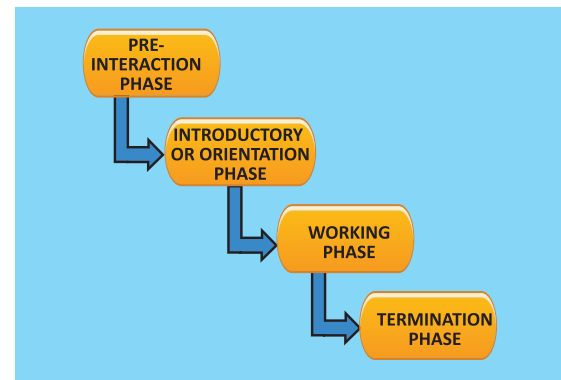 PRE-
INTERACTION
PHASE
INTRODUCTORY
OR ORIENTATION
PHASE
WORKING
PHASE
TERMINATION
PHASE